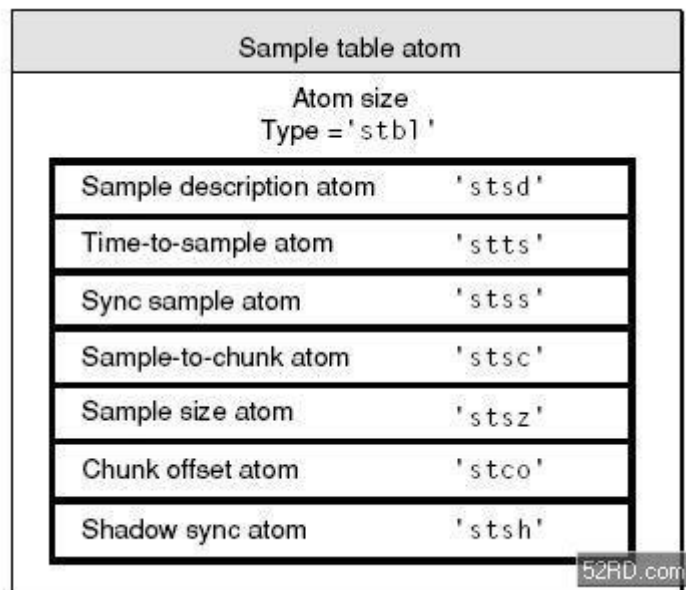 Sample table atom
Atom size
Type ='stbl'
Sample description atom 'stsd'
Time-to-sample atom 'stts'
Sync sample atom 'stss'
Sample-to-chunk atom 'stsc'
Sample size atom 'stsz'
Chunk offset atom 'stco'
Shadow sync atom 'stsh'
52RD.com